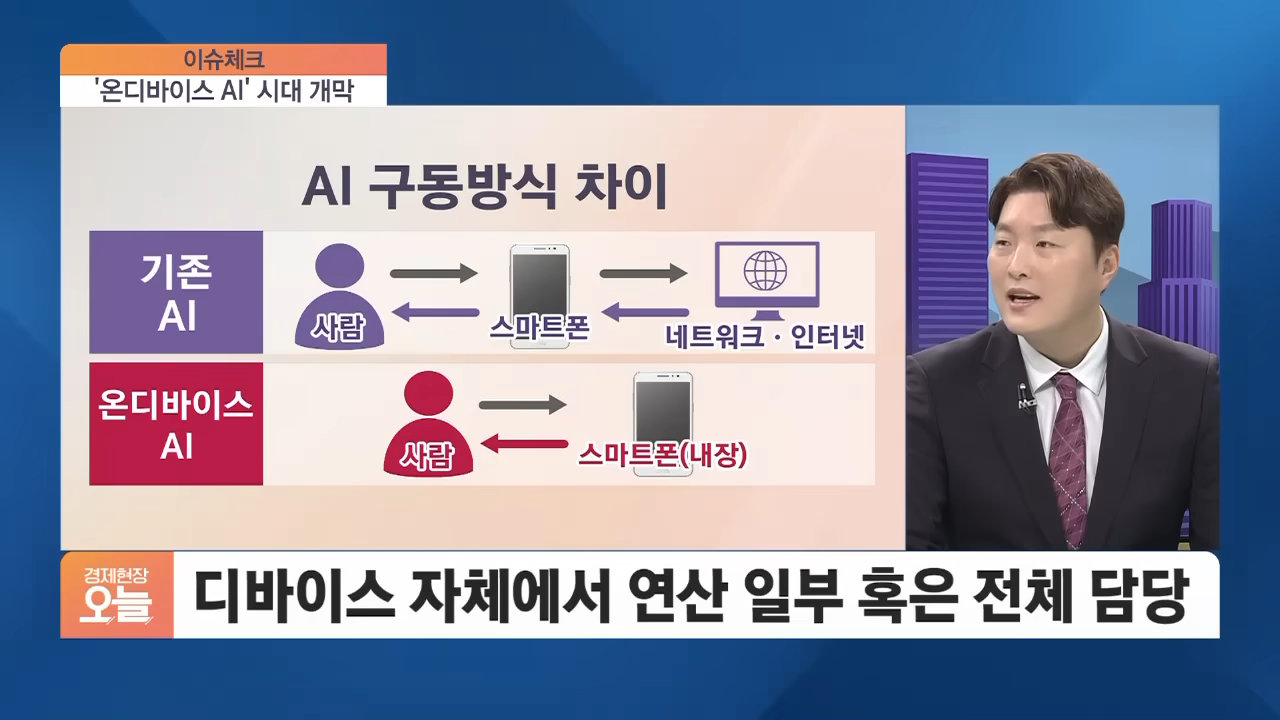 이슈체크
'온디바이스 AI' 시대 개막
AI 구동방식 차이
기존
AI
사람
스마트폰
네트워크 · 인터넷
온디바이스
AI
사람
스마트폰(내장)
경제현장
오늘
디바이스 자체에서 연산 일부 혹은 전체 담당